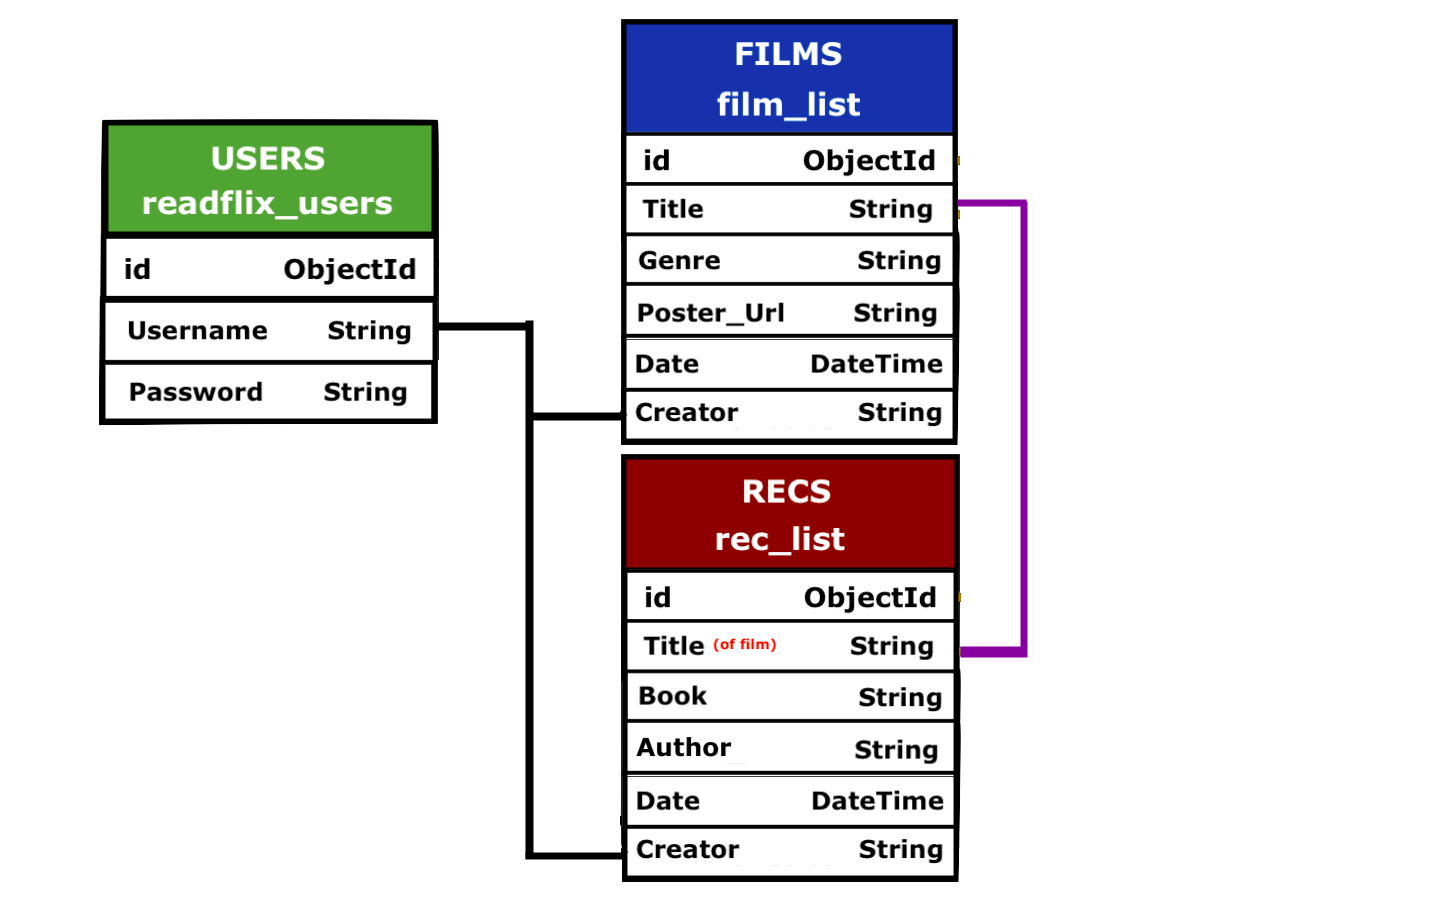 USERS
readflix_users
id ObjectId
Username String
Password String
FILMS
film_list
id ObjectId
Title String
Genre String
Poster_Url String
Date DateTime
Creator String
RECS
rec_list
id ObjectId
Title (of film) String
Book String
Author String
Date DateTime
Creator String